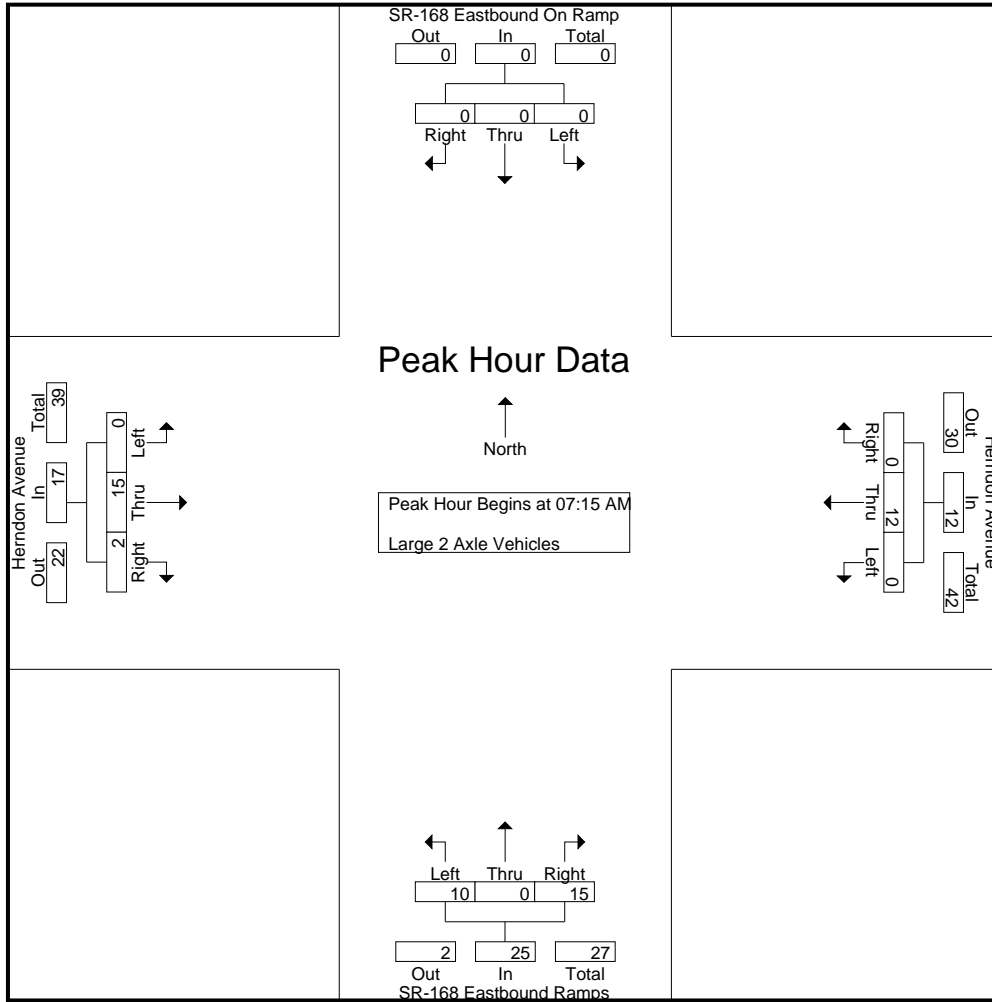 SR-168 Eastbound On Ramp
Out In Total
0 0 0
0 0 0
Right Thru Left
Peak Hour Data
North
Peak Hour Begins at 07:15 AM
Large 2 Axle Vehicles
Herndon Avenue
Out In Total
22 17 39
Left Thru Right
0 15 2
Herndon Avenue
Out In Total
30 12 42
Right Thru Left
0 12 0
Left Thru Right
10 0 15
2 25 27
Out In Total
SR-168 Eastbound Ramps